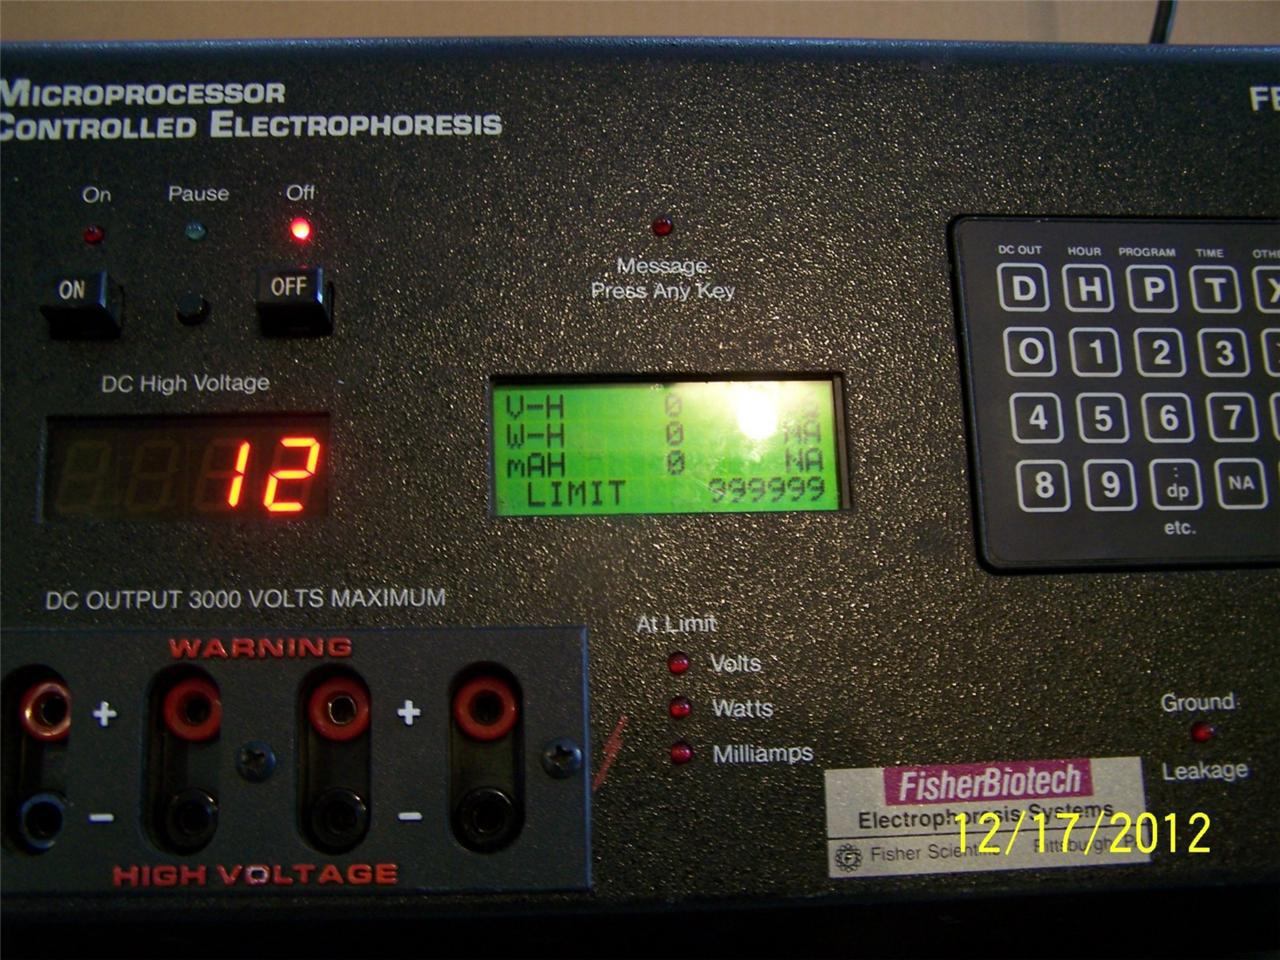 MICROPROCESSOR
CONTROLLED ELECTROPHORESIS
On Pause Off
ON OFF
Message
Press Any Key
DC High Voltage
12
V-H 0
W-H 0 NA
mAH 0 NA
LIMIT 999999
DC OUT HOUR PROGRAM TIME
D H P T X
0 1 2 3
4 5 6 7
8 9 : dp NA
etc.
DC OUTPUT 3000 VOLTS MAXIMUM
WARNING
+ +
- -
HIGH VOLTAGE
At Limit
Volts
Watts
Milliamps
Ground
Leakage
FisherBiotech
Electrophoresis Systems
Fisher Scientific Pittsburgh,
12/17/2012